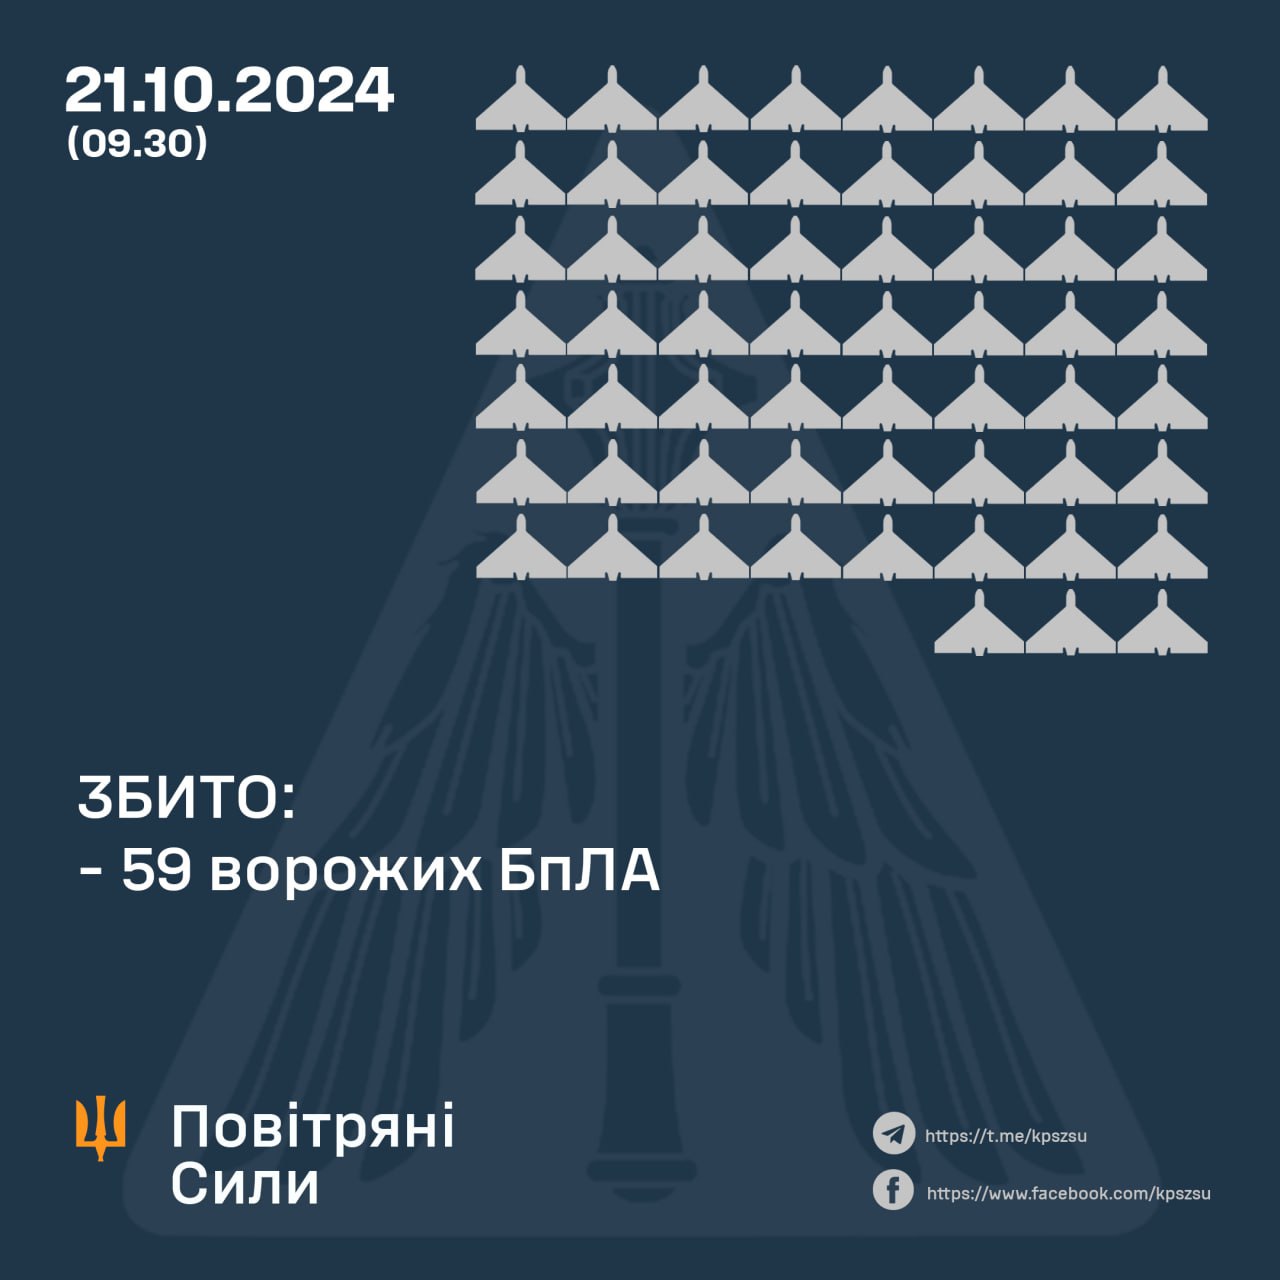 21.10.2024
(09.30)
ЗБИТО:
- 59 ворожих БпЛА
Повітряні
Сили
https://t.me/kpszsu
https://www.facebook.com/kpszsu